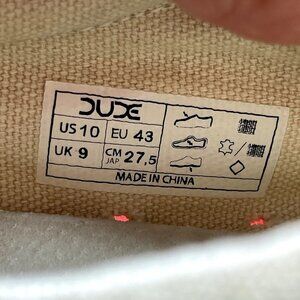 DUDE
US 10 EU 43
UK 9 CM JAP 27,5
MADE IN CHINA